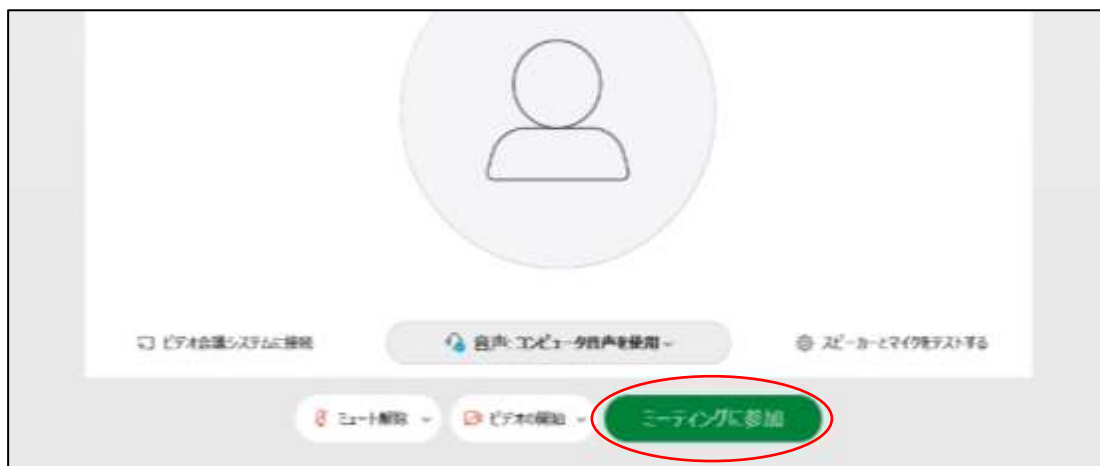 ビデオ会議システムに接続
音声: コンピュータ音声を使用
スピーカーとマイクをテストする
ミュート解除
ビデオの開始
ミーティングに参加